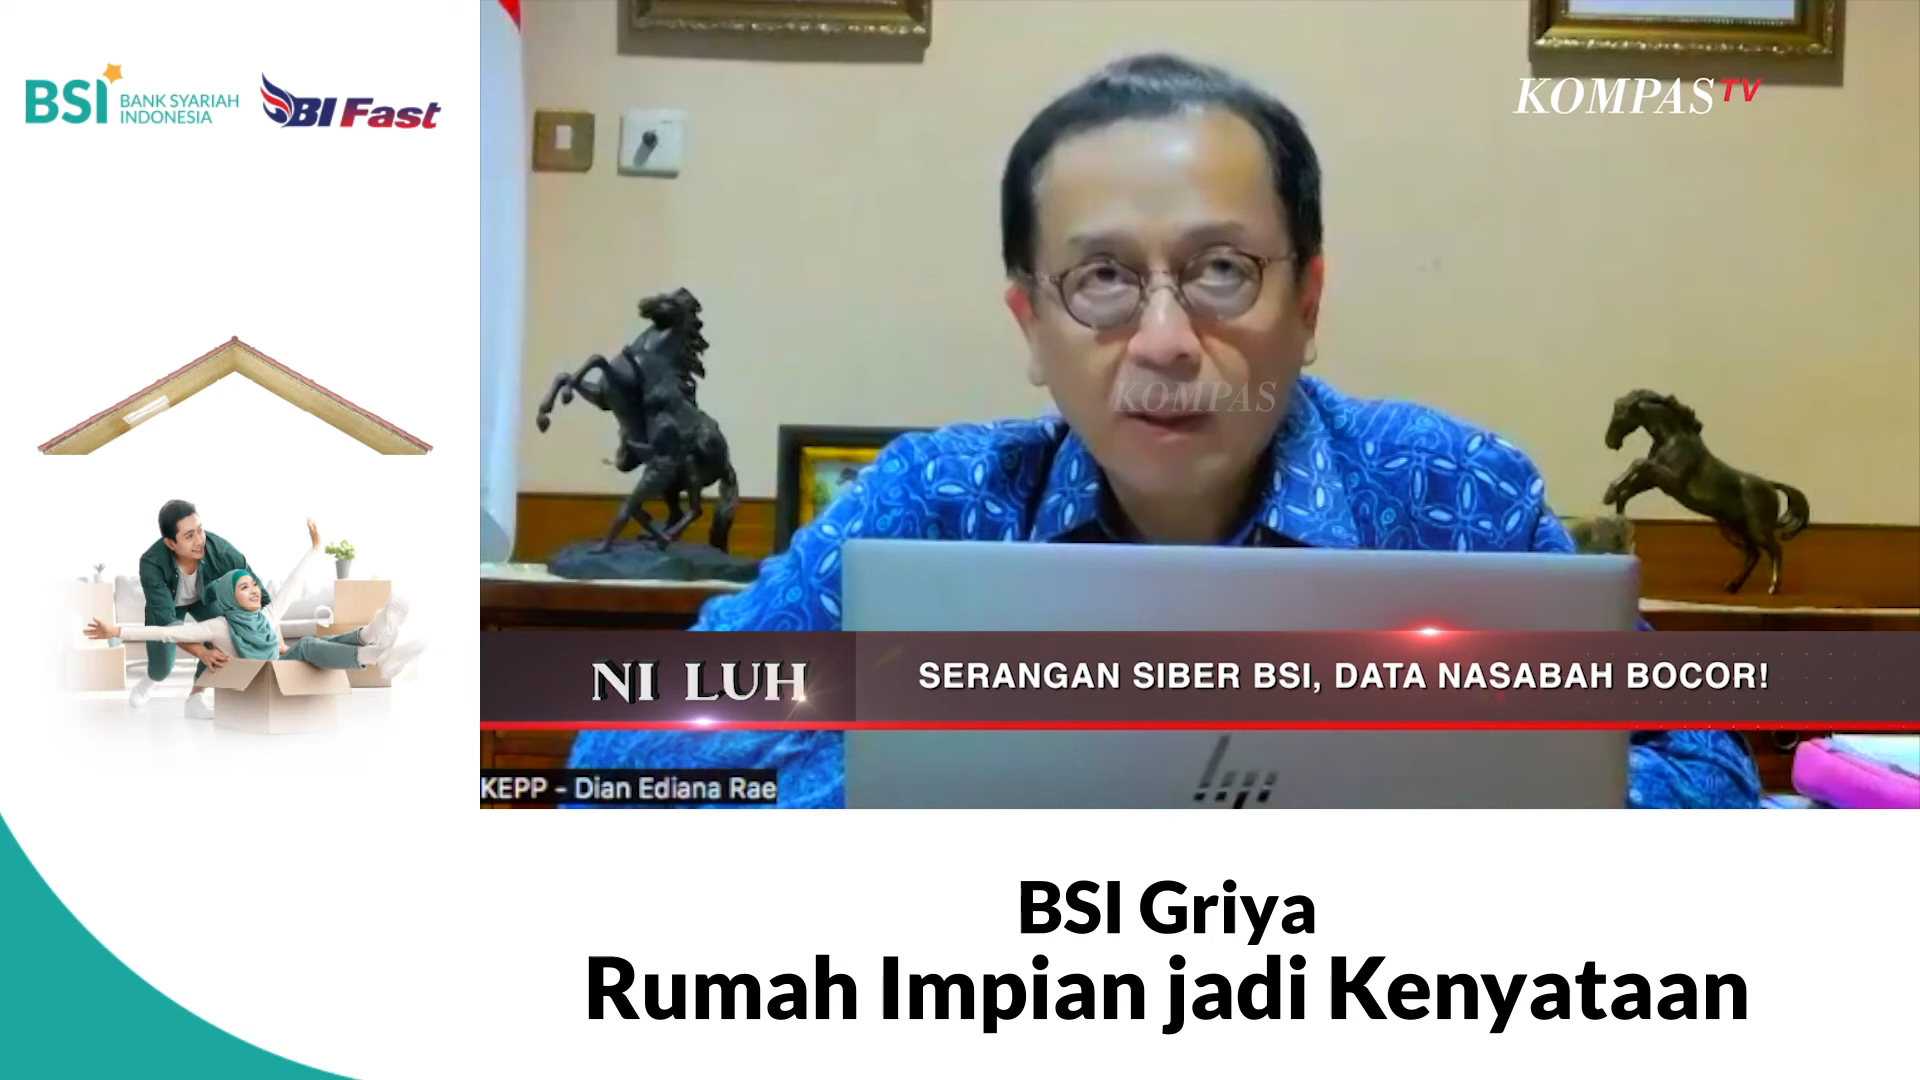 BSI BANK SYARIAH
INDONESIA
BI Fast
KOMPAS TV
KOMPAS
NI LUH
SERANGAN SIBER BSI, DATA NASABAH BOCOR!
hp
KEPP - Dian Ediana Rae
BSI Griya
Rumah Impian jadi Kenyataan